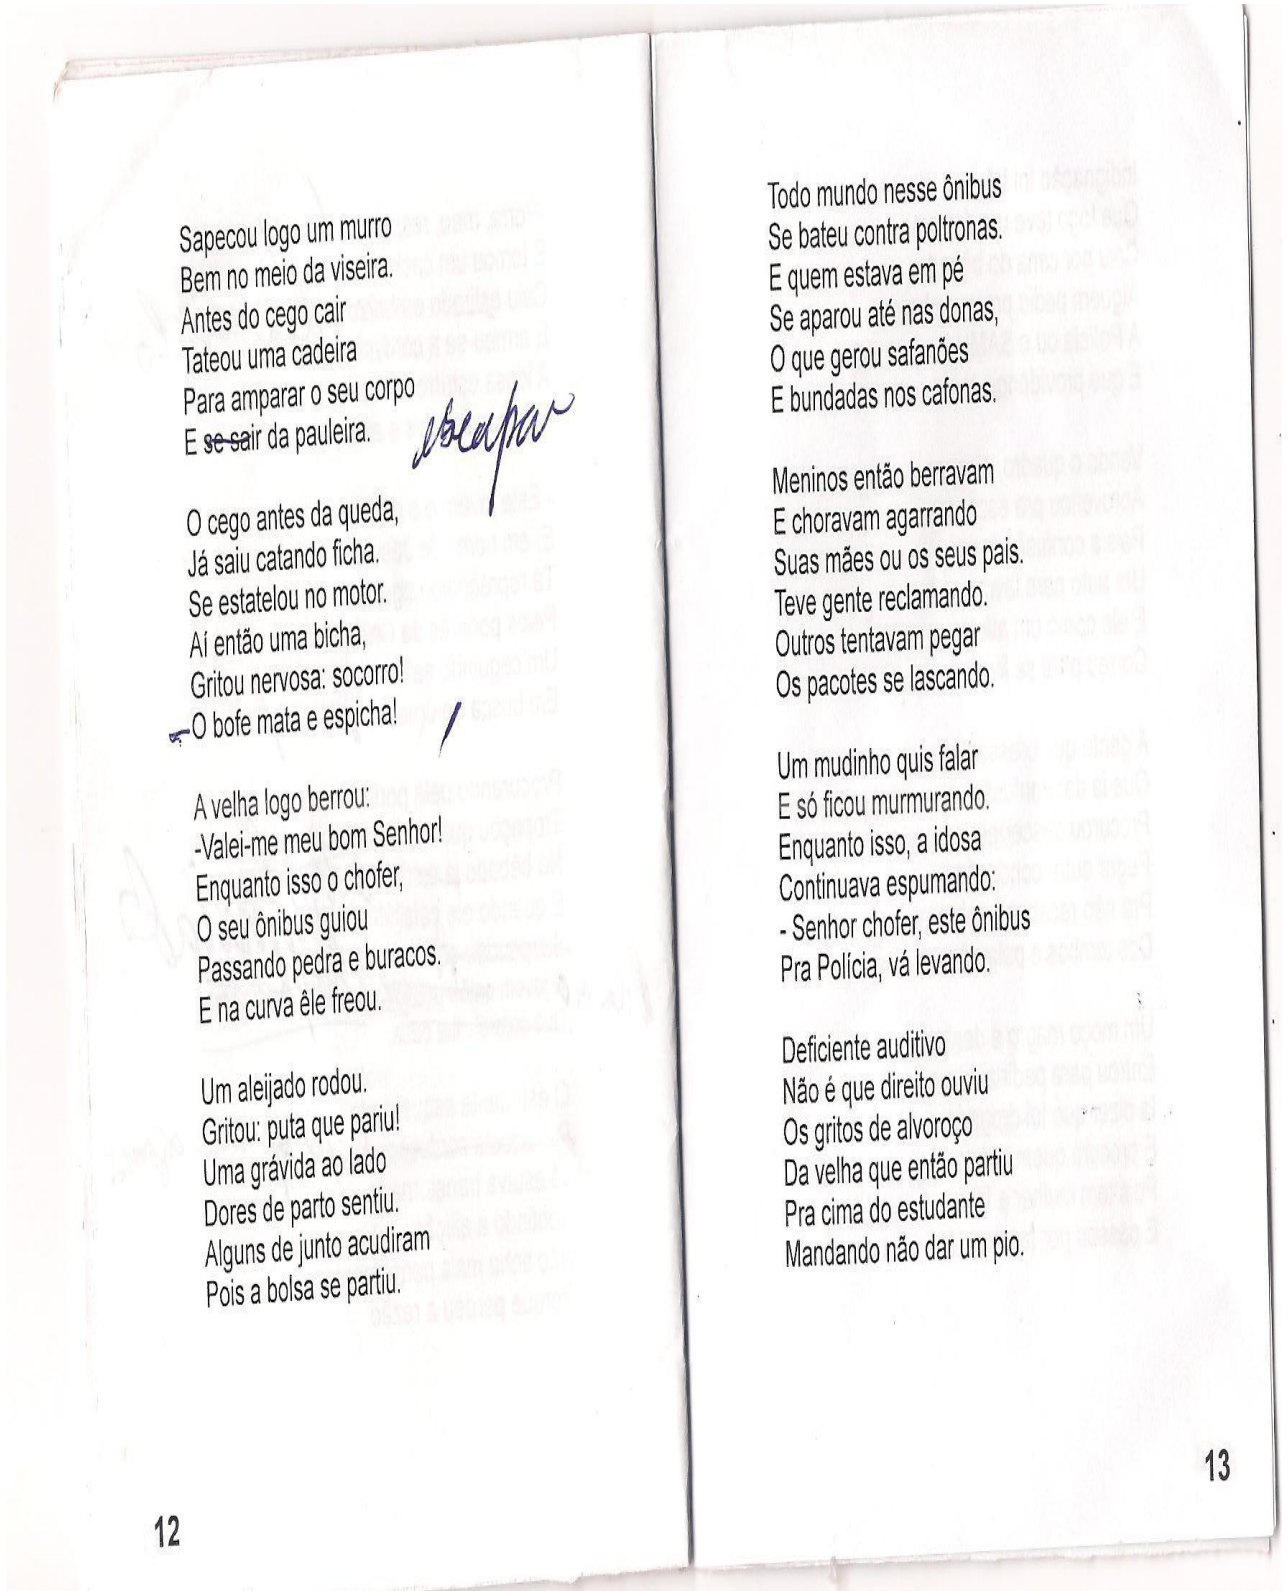 Sapecou logo um murro
Bem no meio da viseira.
Antes do cego cair
Tateou uma cadeira
Para amparar o seu corpo
E se sair da pauleira.
escapar
O cego antes da queda,
Já saiu catando ficha.
Se estatelou no motor.
Aí então uma bicha,
Gritou nervosa: socorro!
-O bofe mata e espicha!
A velha logo berrou:
-Valei-me meu bom Senhor!
Enquanto isso o chofer,
O seu ônibus guiou
Passando pedra e buracos.
E na curva êle freou.
Um aleijado rodou.
Gritou: puta que pariu!
Uma grávida ao lado
Dores de parto sentiu.
Alguns de junto acudiram
Pois a bolsa se partiu.
12
Todo mundo nesse ônibus
Se bateu contra poltronas.
E quem estava em pé
Se aparou até nas donas,
O que gerou safanões
E bundadas nos cafonas.
Meninos então berravam
E choravam agarrando
Suas mães ou os seus pais.
Teve gente reclamando.
Outros tentavam pegar
Os pacotes se lascando.
Um mudinho quis falar
E só ficou murmurando.
Enquanto isso, a idosa
Continuava espumando:
- Senhor chofer, este ônibus
Pra Polícia, vá levando.
Deficiente auditivo
Não é que direito ouviu
Os gritos de alvoroço
Da velha que então partiu
Pra cima do estudante
Mandando não dar um pio.
13